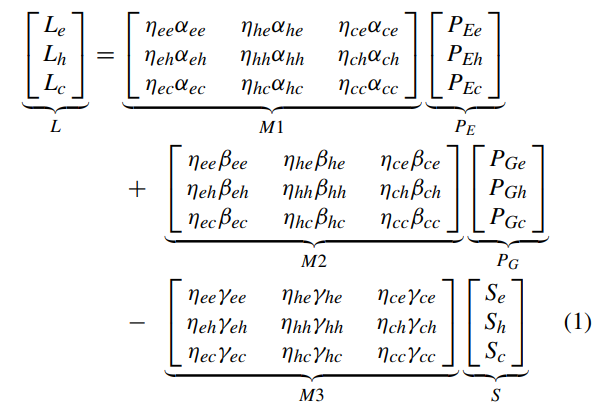 [L_e L_h L_c] = [η_ee α_ee η_he α_he η_ce α_ce
η_eh α_eh η_hh α_hh η_ch α_ch
η_ec α_ec η_hc α_hc η_cc α_cc] [P_Ee P_Eh P_Ec]
L M1 P_E
+ [η_ee β_ee η_he β_he η_ce β_ce
η_eh β_eh η_hh β_hh η_ch β_ch
η_ec β_ec η_hc β_hc η_cc β_cc] [P_Ge P_Gh P_Gc]
M2 P_G
− [η_ee γ_ee η_he γ_he η_ce γ_ce
η_eh γ_eh η_hh γ_hh η_ch γ_ch
η_ec γ_ec η_hc γ_hc η_cc γ_cc] [S_e S_h S_c] (1)
M3 S